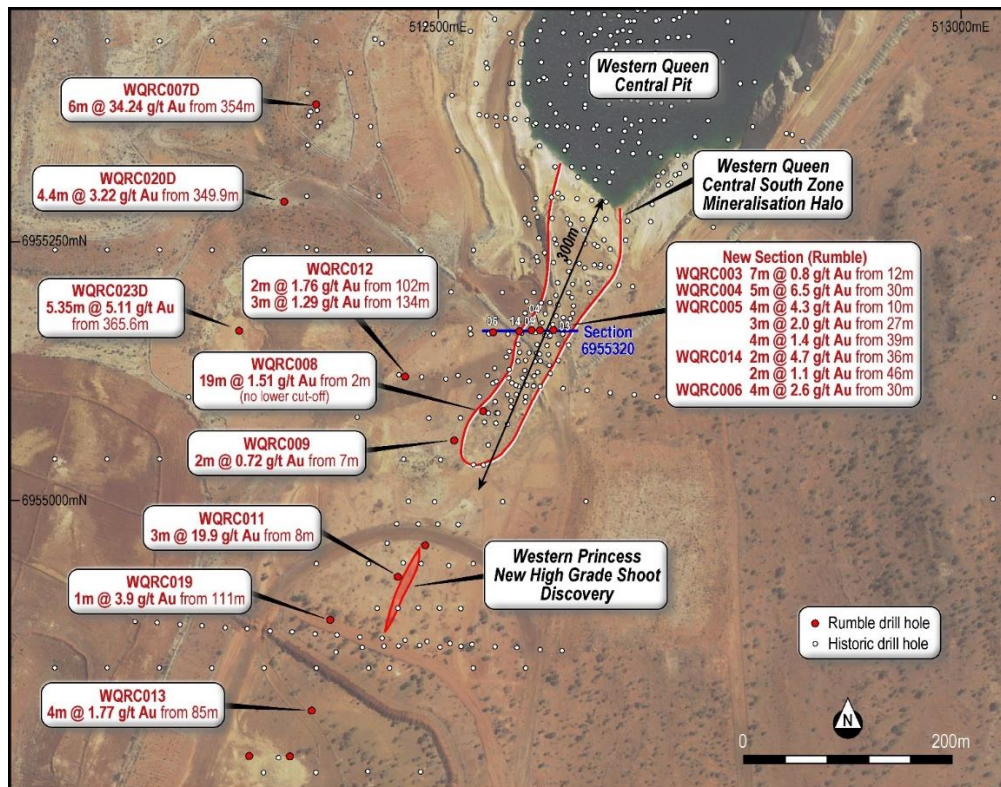 512500mE
513000mE
Western Queen
Central Pit
WQRC007D
6m @ 34.24 g/t Au from 354m
Western Queen
Central South Zone
Mineralisation Halo
WQRC020D
4.4m @ 3.22 g/t Au from 349.9m
300m
6955250mN
WQRC012
2m @ 1.76 g/t Au from 102m
3m @ 1.29 g/t Au from 134m
New Section (Rumble)
WQRC003 7m @ 0.8 g/t Au from 12m
WQRC004 5m @ 6.5 g/t Au from 30m
WQRC005 4m @ 4.3 g/t Au from 10m
3m @ 2.0 g/t Au from 27m
4m @ 1.4 g/t Au from 39m
WQRC014 2m @ 4.7 g/t Au from 36m
2m @ 1.1 g/t Au from 46m
WQRC006 4m @ 2.6 g/t Au from 30m
WQRC023D
5.35m @ 5.11 g/t Au
from 365.6m
04
06 14 05 03
Section
6955320
WQRC008
19m @ 1.51 g/t Au from 2m
(no lower cut-off)
WQRC009
2m @ 0.72 g/t Au from 7m
6955000mN
WQRC011
3m @ 19.9 g/t Au from 8m
Western Princess
New High Grade Shoot
Discovery
WQRC019
1m @ 3.9 g/t Au from 111m
Rumble drill hole
Historic drill hole
WQRC013
4m @ 1.77 g/t Au from 85m
N
0 200m